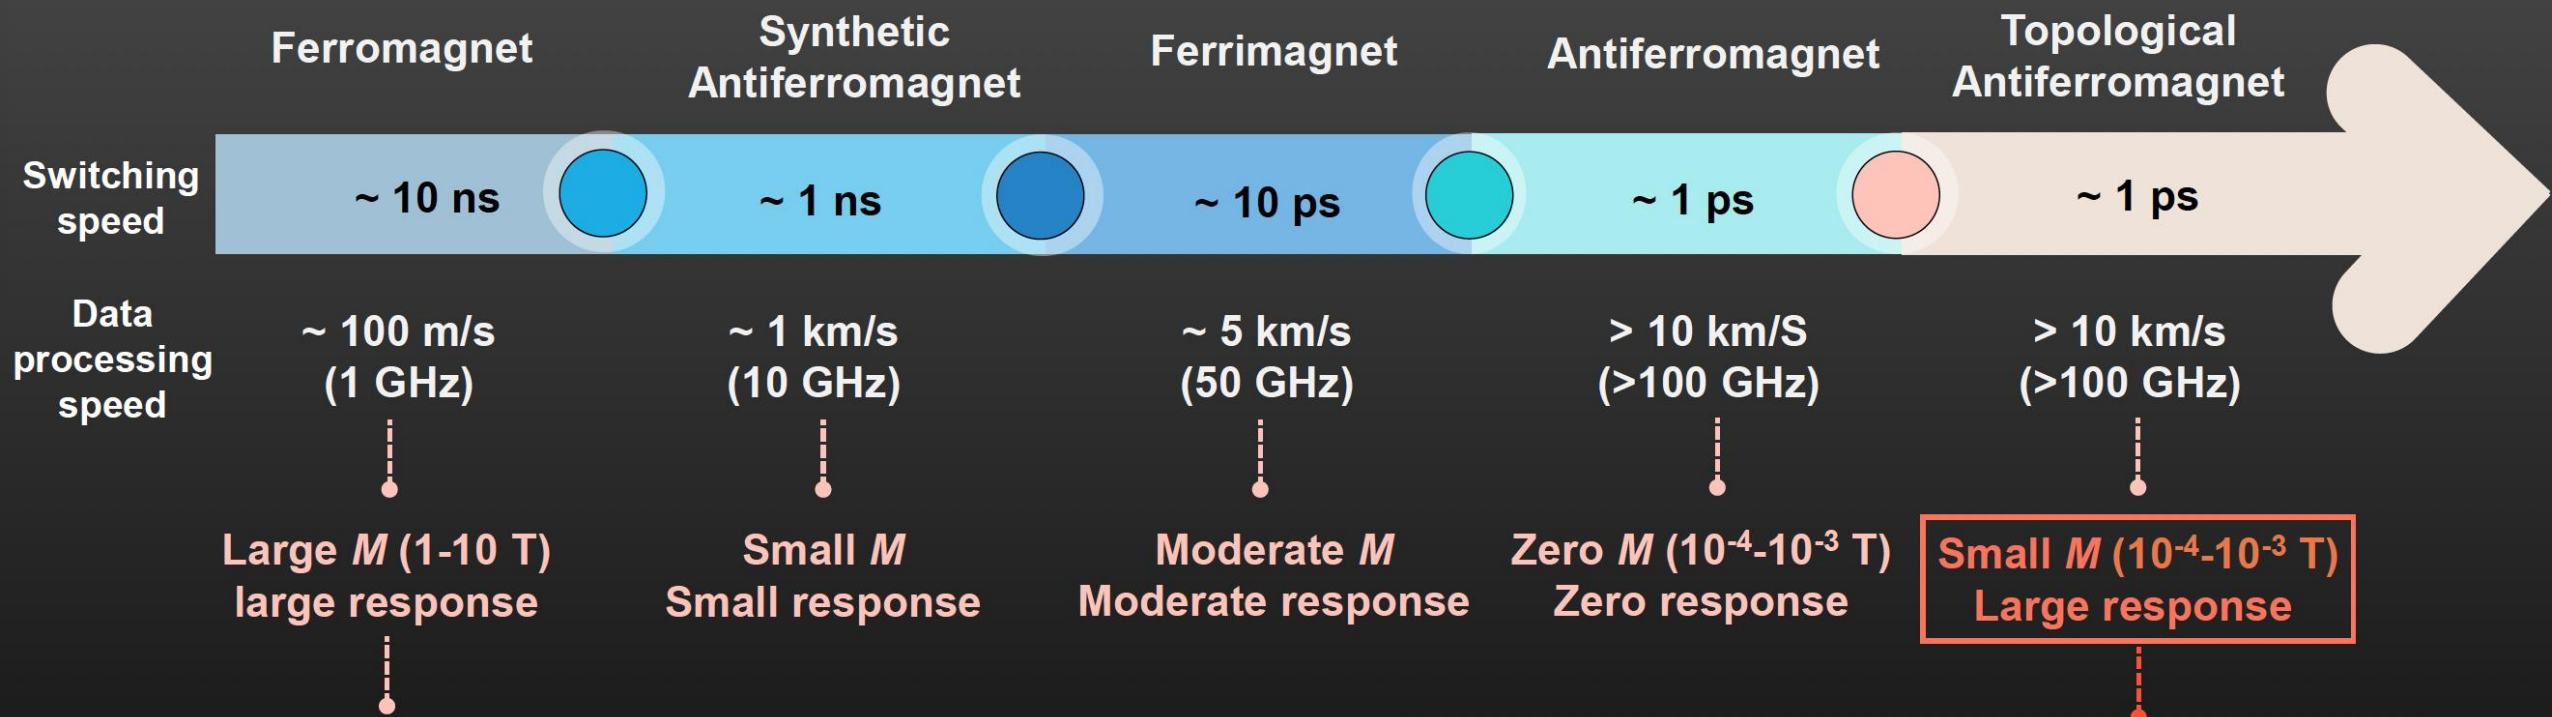 Ferromagnet
Synthetic
Antiferromagnet
Ferrimagnet
Antiferromagnet
Topological
Antiferromagnet
Switching
speed
~ 10 ns
~ 1 ns
~ 10 ps
~ 1 ps
~ 1 ps
Data
processing
speed
~ 100 m/s
(1 GHz)
~ 1 km/s
(10 GHz)
~ 5 km/s
(50 GHz)
> 10 km/S
(>100 GHz)
> 10 km/s
(>100 GHz)
Large M (1-10 T)
large response
Small M
Small response
Moderate M
Moderate response
Zero M (10⁻⁴-10⁻³ T)
Zero response
Small M (10⁻⁴-10⁻³ T)
Large response